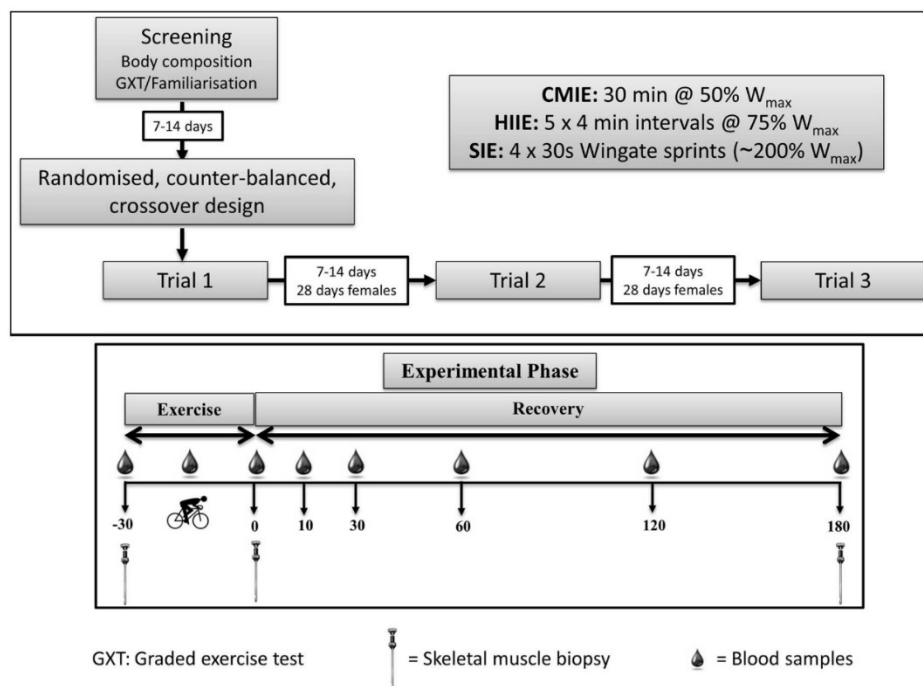 Screening
Body composition
GXT/Familiarisation
7-14 days
Randomised, counter-balanced,
crossover design
CMIE: 30 min @ 50% Wmax
HIIE: 5 x 4 min intervals @ 75% Wmax
SIE: 4 x 30s Wingate sprints (~200% Wmax)
Trial 1
7-14 days
28 days females
Trial 2
7-14 days
28 days females
Trial 3
Experimental Phase
Exercise
Recovery
-30
0
10
30
60
120
180
GXT: Graded exercise test
= Skeletal muscle biopsy
= Blood samples